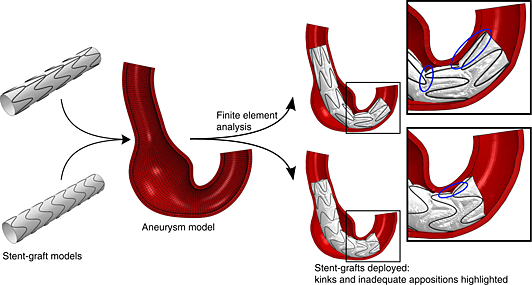 Finite element
analysis
Aneurysm model
Stent-graft models
Stent-grafts deployed:
kinks and inadequate appositions highlighted